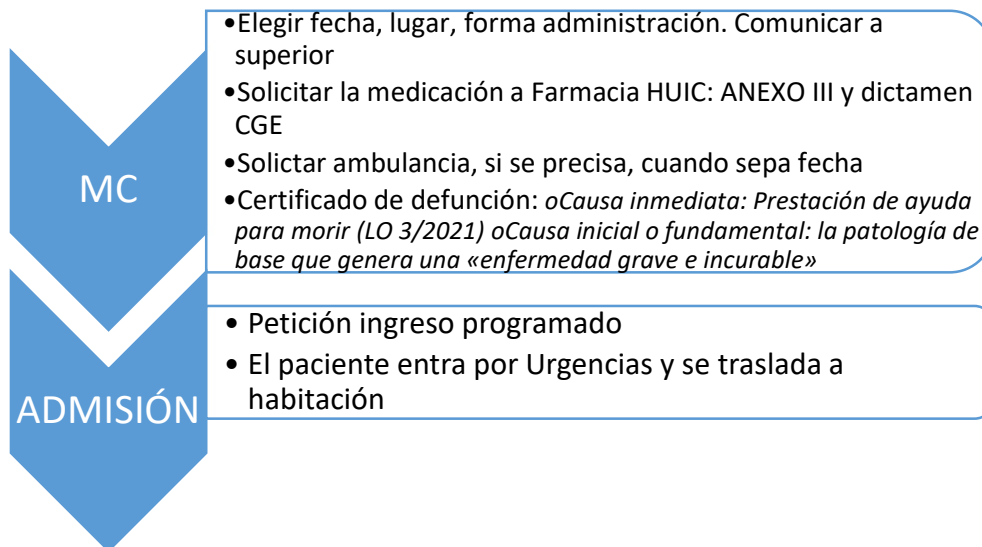 MC
•Elegir fecha, lugar, forma administración. Comunicar a
superior
•Solicitar la medicación a Farmacia HUIC: ANEXO III y dictamen
CGE
•Solictar ambulancia, si se precisa, cuando sepa fecha
•Certificado de defunción: oCausa inmediata: Prestación de ayuda
para morir (LO 3/2021) oCausa inicial o fundamental: la patología de
base que genera una «enfermedad grave e incurable»
ADMISIÓN
• Petición ingreso programado
• El paciente entra por Urgencias y se traslada a
habitación